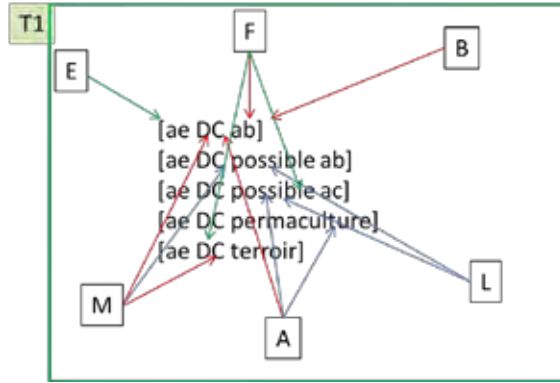 T1
F
B
E
[ae DC ab]
[ae DC possible ab]
[ae DC possible ac]
[ae DC permaculture]
[ae DC terroir]
L
M
A